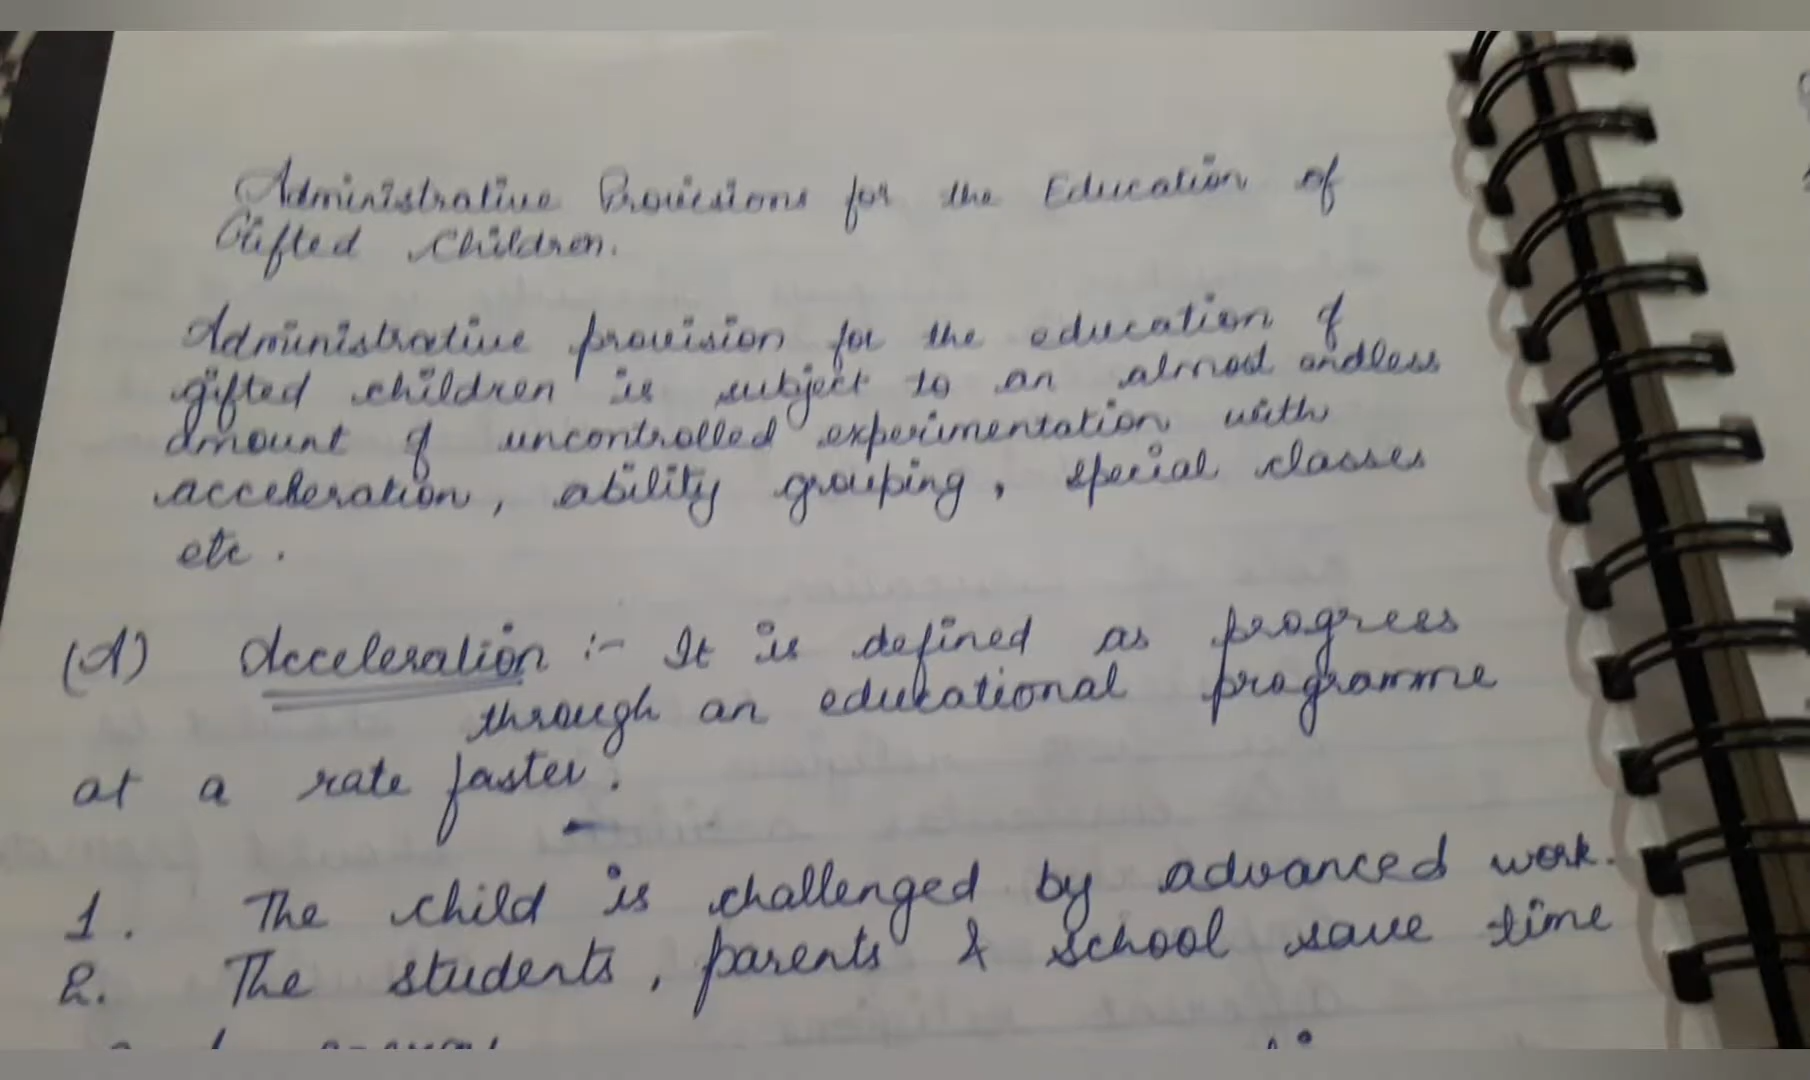 Administrative Provisions for the Education of
Gifted Children.
Administrative provision for the education of
gifted children is subject to an almost endless
amount of uncontrolled experimentation with
acceleration, ability grouping, special classes
etc.
(A) Acceleration :- It is defined as progress
through an educational programme
at a rate faster.
1. The child is challenged by advanced work.
2. The students, parents & school save time